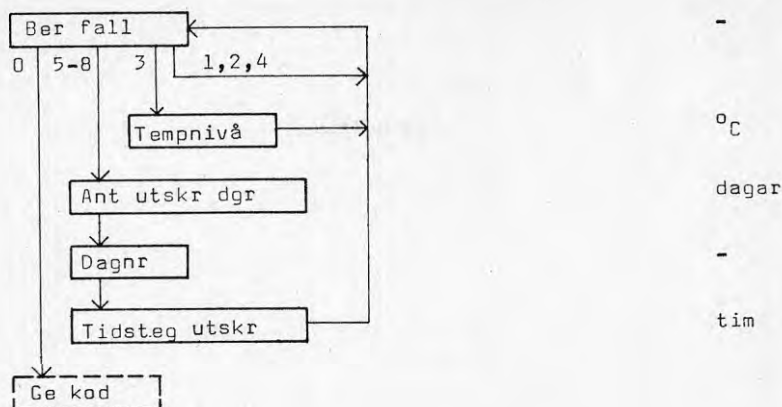 Ber fall -
0 5-8 3 1,2,4
Tempnivå °C
Ant utskr dgr dagar
Dagnr -
Tidsteg utskr tim
Ge kod